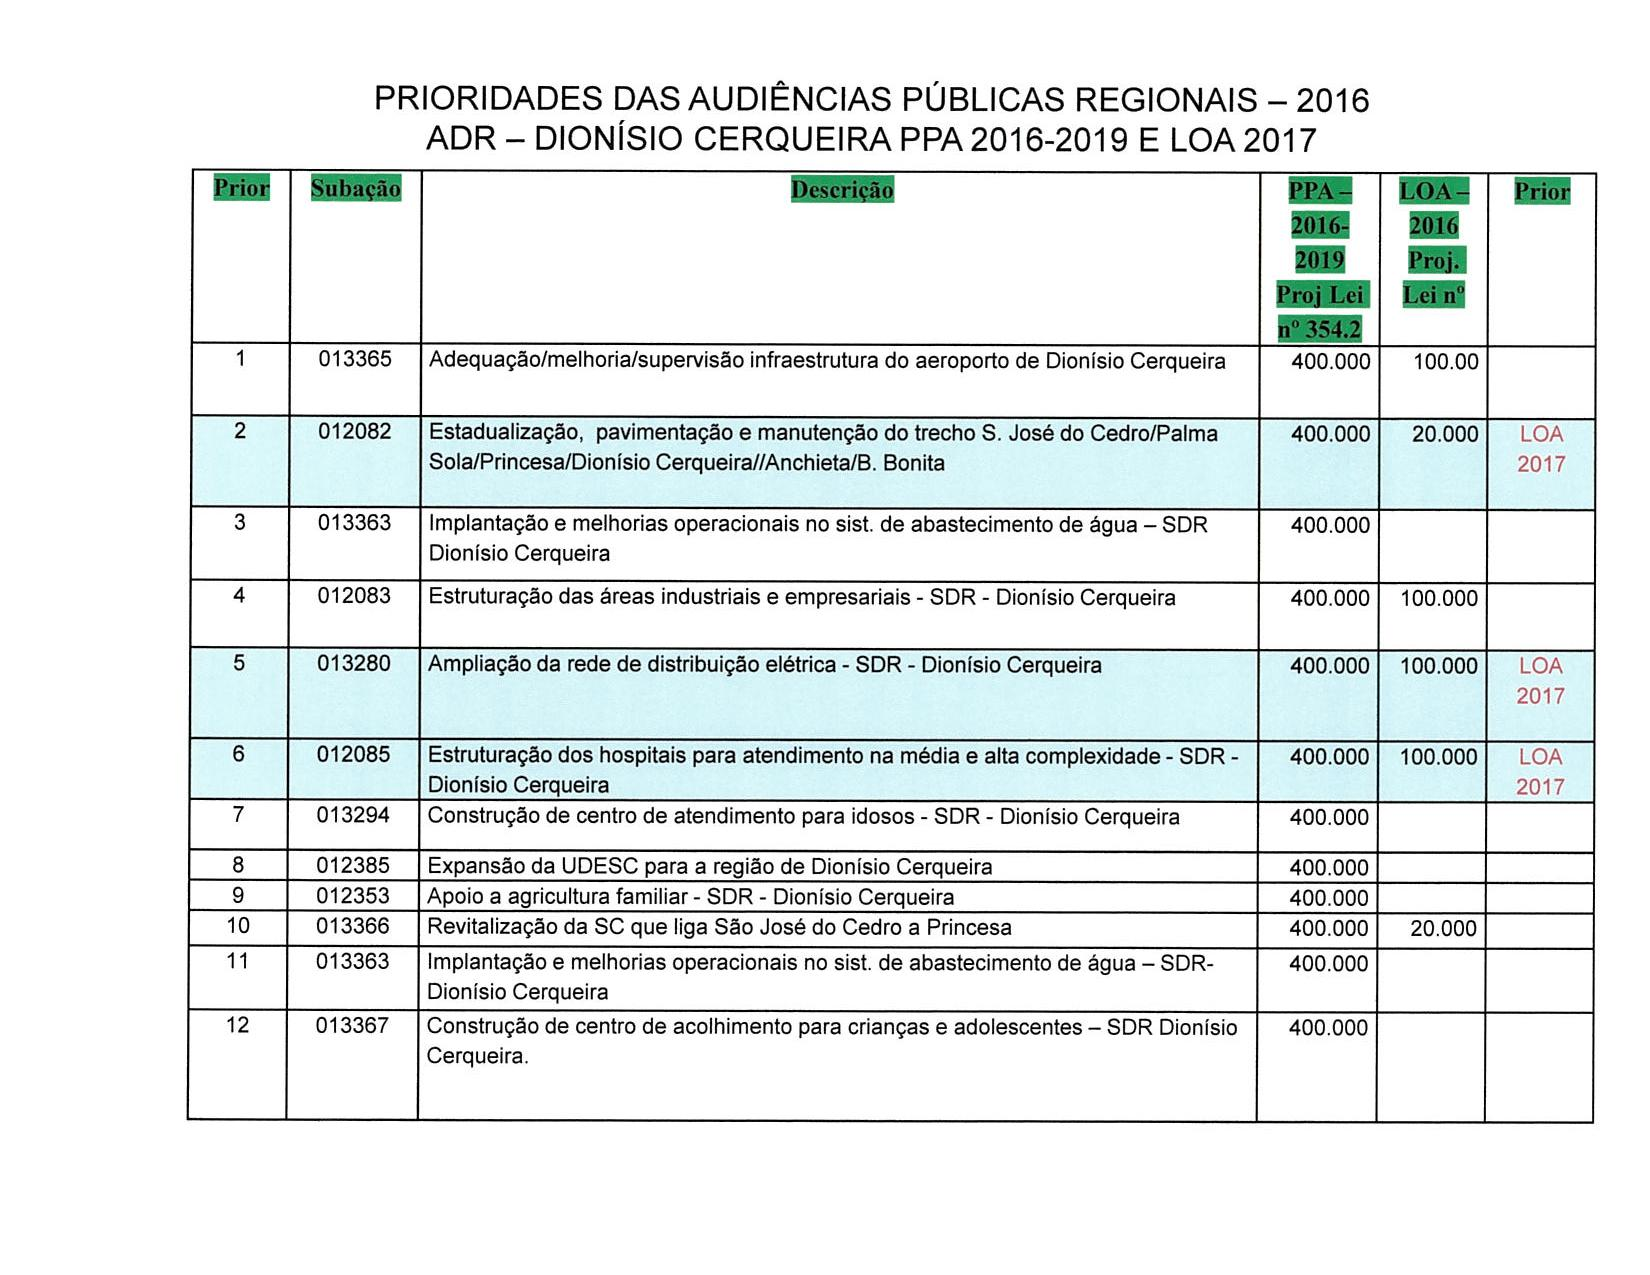 PRIORIDADES DAS AUDIÊNCIAS PÚBLICAS REGIONAIS – 2016
ADR – DIONÍSIO CERQUEIRA PPA 2016-2019 E LOA 2017
Prior Subação Descrição PPA – LOA – Prior
2016- 2016
2019 Proj.
Proj Lei Lei nº
nº 354.2
1 013365 Adequação/melhoria/supervisão infraestrutura do aeroporto de Dionísio Cerqueira 400.000 100.00
2 012082 Estadualização, pavimentação e manutenção do trecho S. José do Cedro/Palma 400.000 20.000 LOA
Sola/Princesa/Dionísio Cerqueira//Anchieta/B. Bonita 2017
3 013363 Implantação e melhorias operacionais no sist. de abastecimento de água – SDR 400.000
Dionísio Cerqueira
4 012083 Estruturação das áreas industriais e empresariais - SDR - Dionísio Cerqueira 400.000 100.000
5 013280 Ampliação da rede de distribuição elétrica - SDR - Dionísio Cerqueira 400.000 100.000 LOA
2017
6 012085 Estruturação dos hospitais para atendimento na média e alta complexidade - SDR - 400.000 100.000 LOA
Dionísio Cerqueira 2017
7 013294 Construção de centro de atendimento para idosos - SDR - Dionísio Cerqueira 400.000
8 012385 Expansão da UDESC para a região de Dionísio Cerqueira 400.000
9 012353 Apoio a agricultura familiar - SDR - Dionísio Cerqueira 400.000
10 013366 Revitalização da SC que liga São José do Cedro a Princesa 400.000 20.000
11 013363 Implantação e melhorias operacionais no sist. de abastecimento de água – SDR- 400.000
Dionísio Cerqueira
12 013367 Construção de centro de acolhimento para crianças e adolescentes – SDR Dionísio 400.000
Cerqueira.